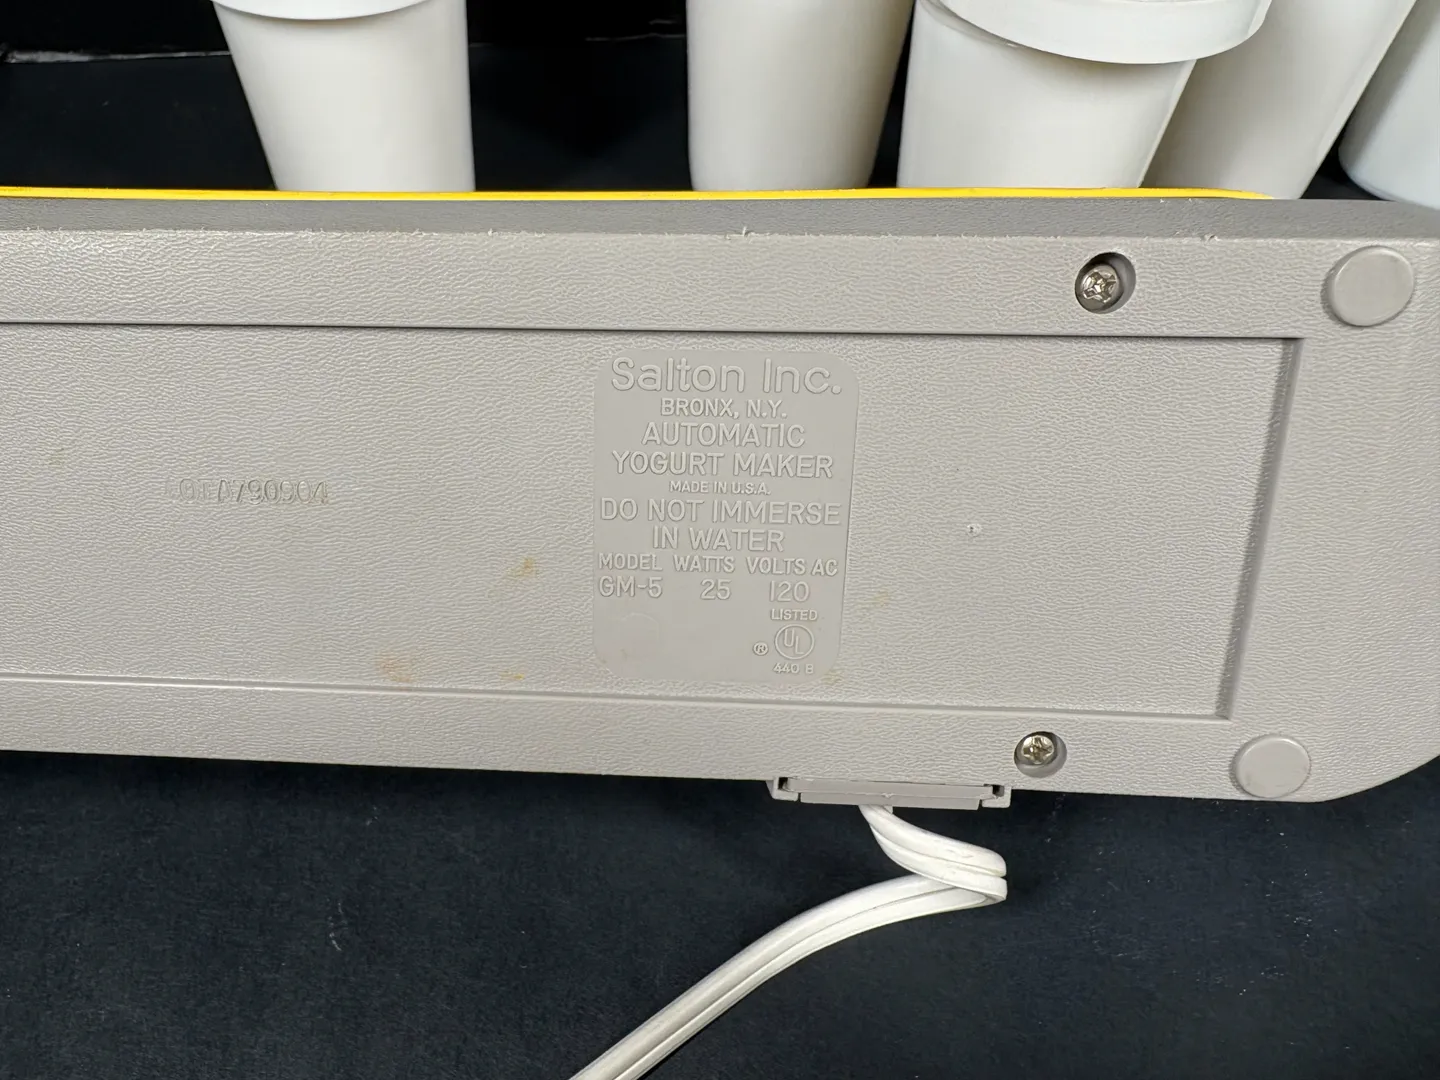 Salton Inc.
BRONX, N.Y.
AUTOMATIC
YOGURT MAKER
MADE IN U.S.A.
DO NOT IMMERSE
IN WATER
MODEL WATTS VOLTS AC
GM-5 25 120
LISTED
® UL
440 B
790904